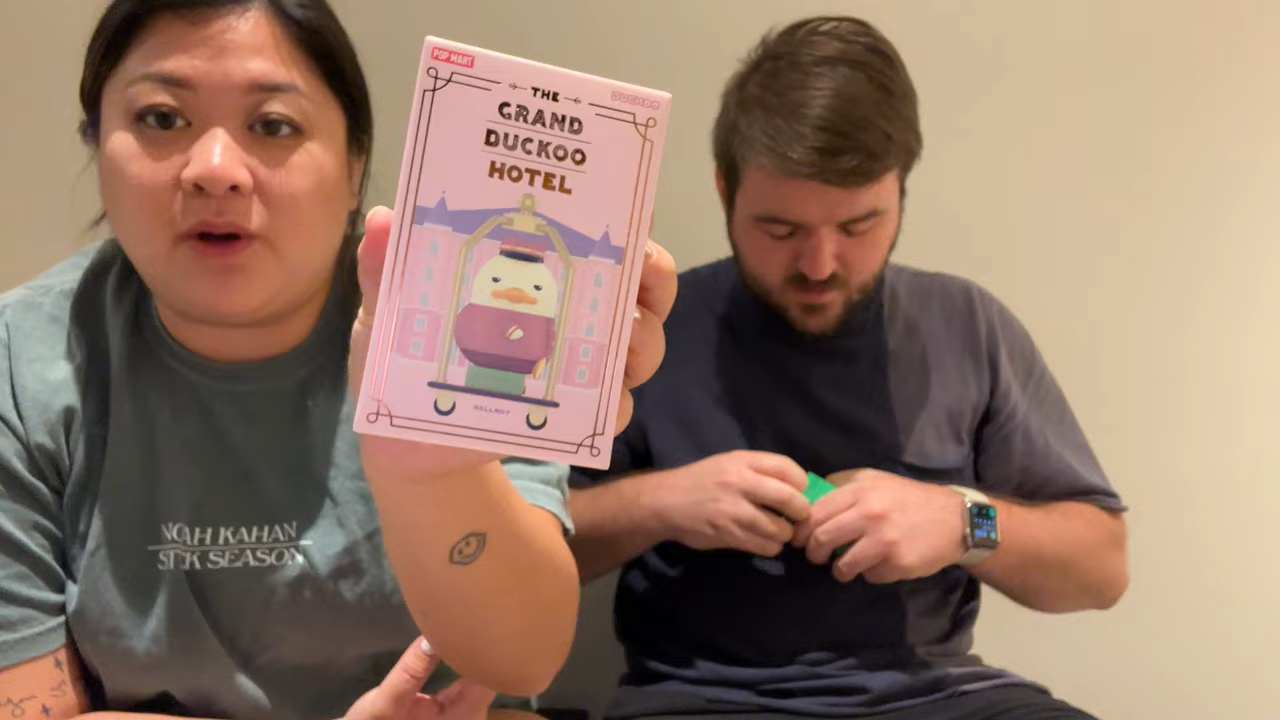 POP MART
DUCKOO
THE
GRAND
DUCKOO
HOTEL
BELLBOY
NOAH KAHAN
STICK SEASON